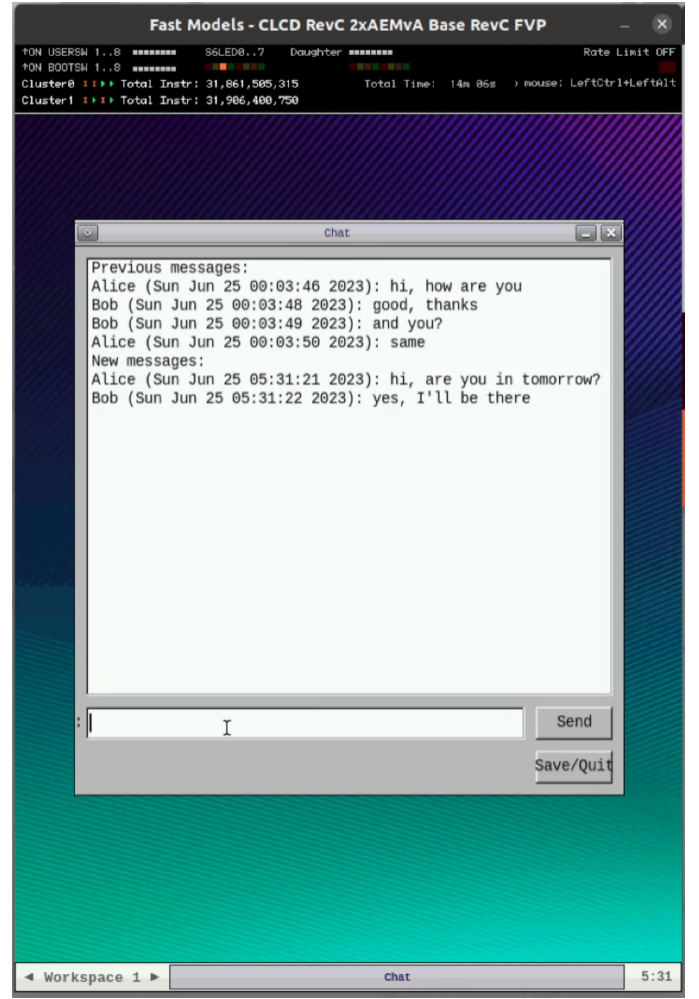 Fast Models - CLCD RevC 2xAEMvA Base RevC FVP
↑ON USERSW 1..8 S6LED0..7 Daughter Rate Limit OFF
↑ON BOOTSW 1..8
Cluster0 Total Instr: 31,861,505,315 Total Time: 14m 06s › mouse: LeftCtrl+LeftAlt
Cluster1 Total Instr: 31,906,400,750
Chat
Previous messages:
Alice (Sun Jun 25 00:03:46 2023): hi, how are you
Bob (Sun Jun 25 00:03:48 2023): good, thanks
Bob (Sun Jun 25 00:03:49 2023): and you?
Alice (Sun Jun 25 00:03:50 2023): same
New messages:
Alice (Sun Jun 25 05:31:21 2023): hi, are you in tomorrow?
Bob (Sun Jun 25 05:31:22 2023): yes, I'll be there
: Send
Save/Quit
◄ Workspace 1 ► Chat 5:31